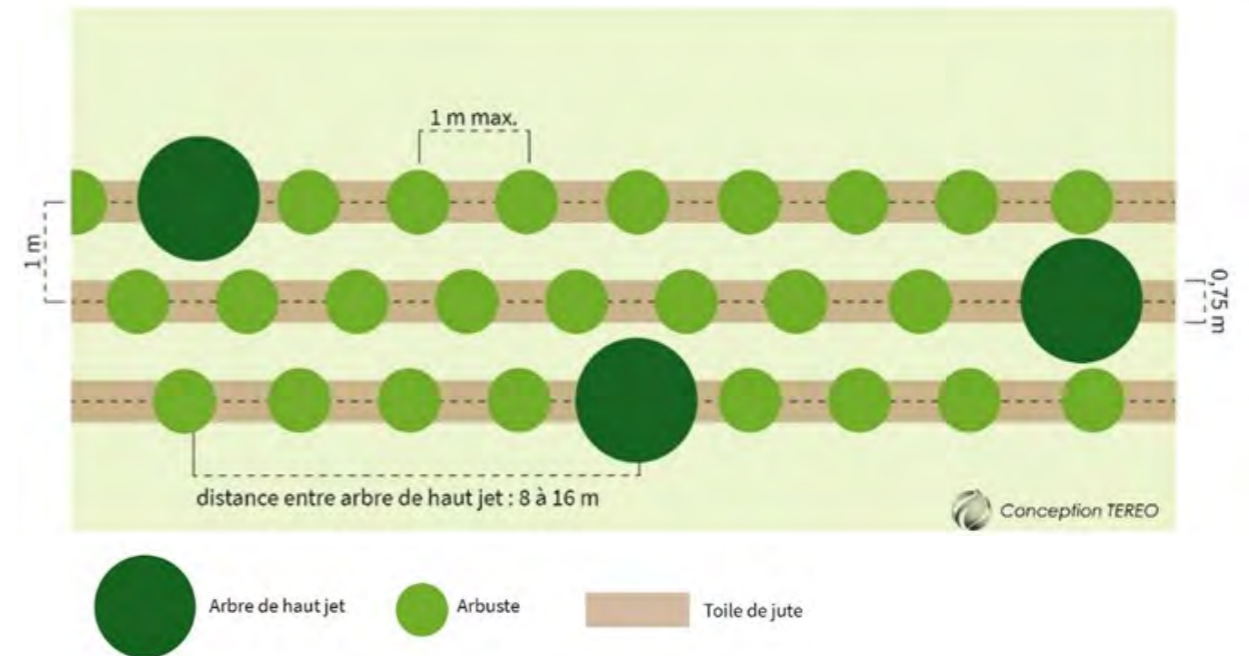 1 m max.
1 m
0,75 m
distance entre arbre de haut jet : 8 à 16 m
Conception TEREO
Arbre de haut jet
Arbuste
Toile de jute